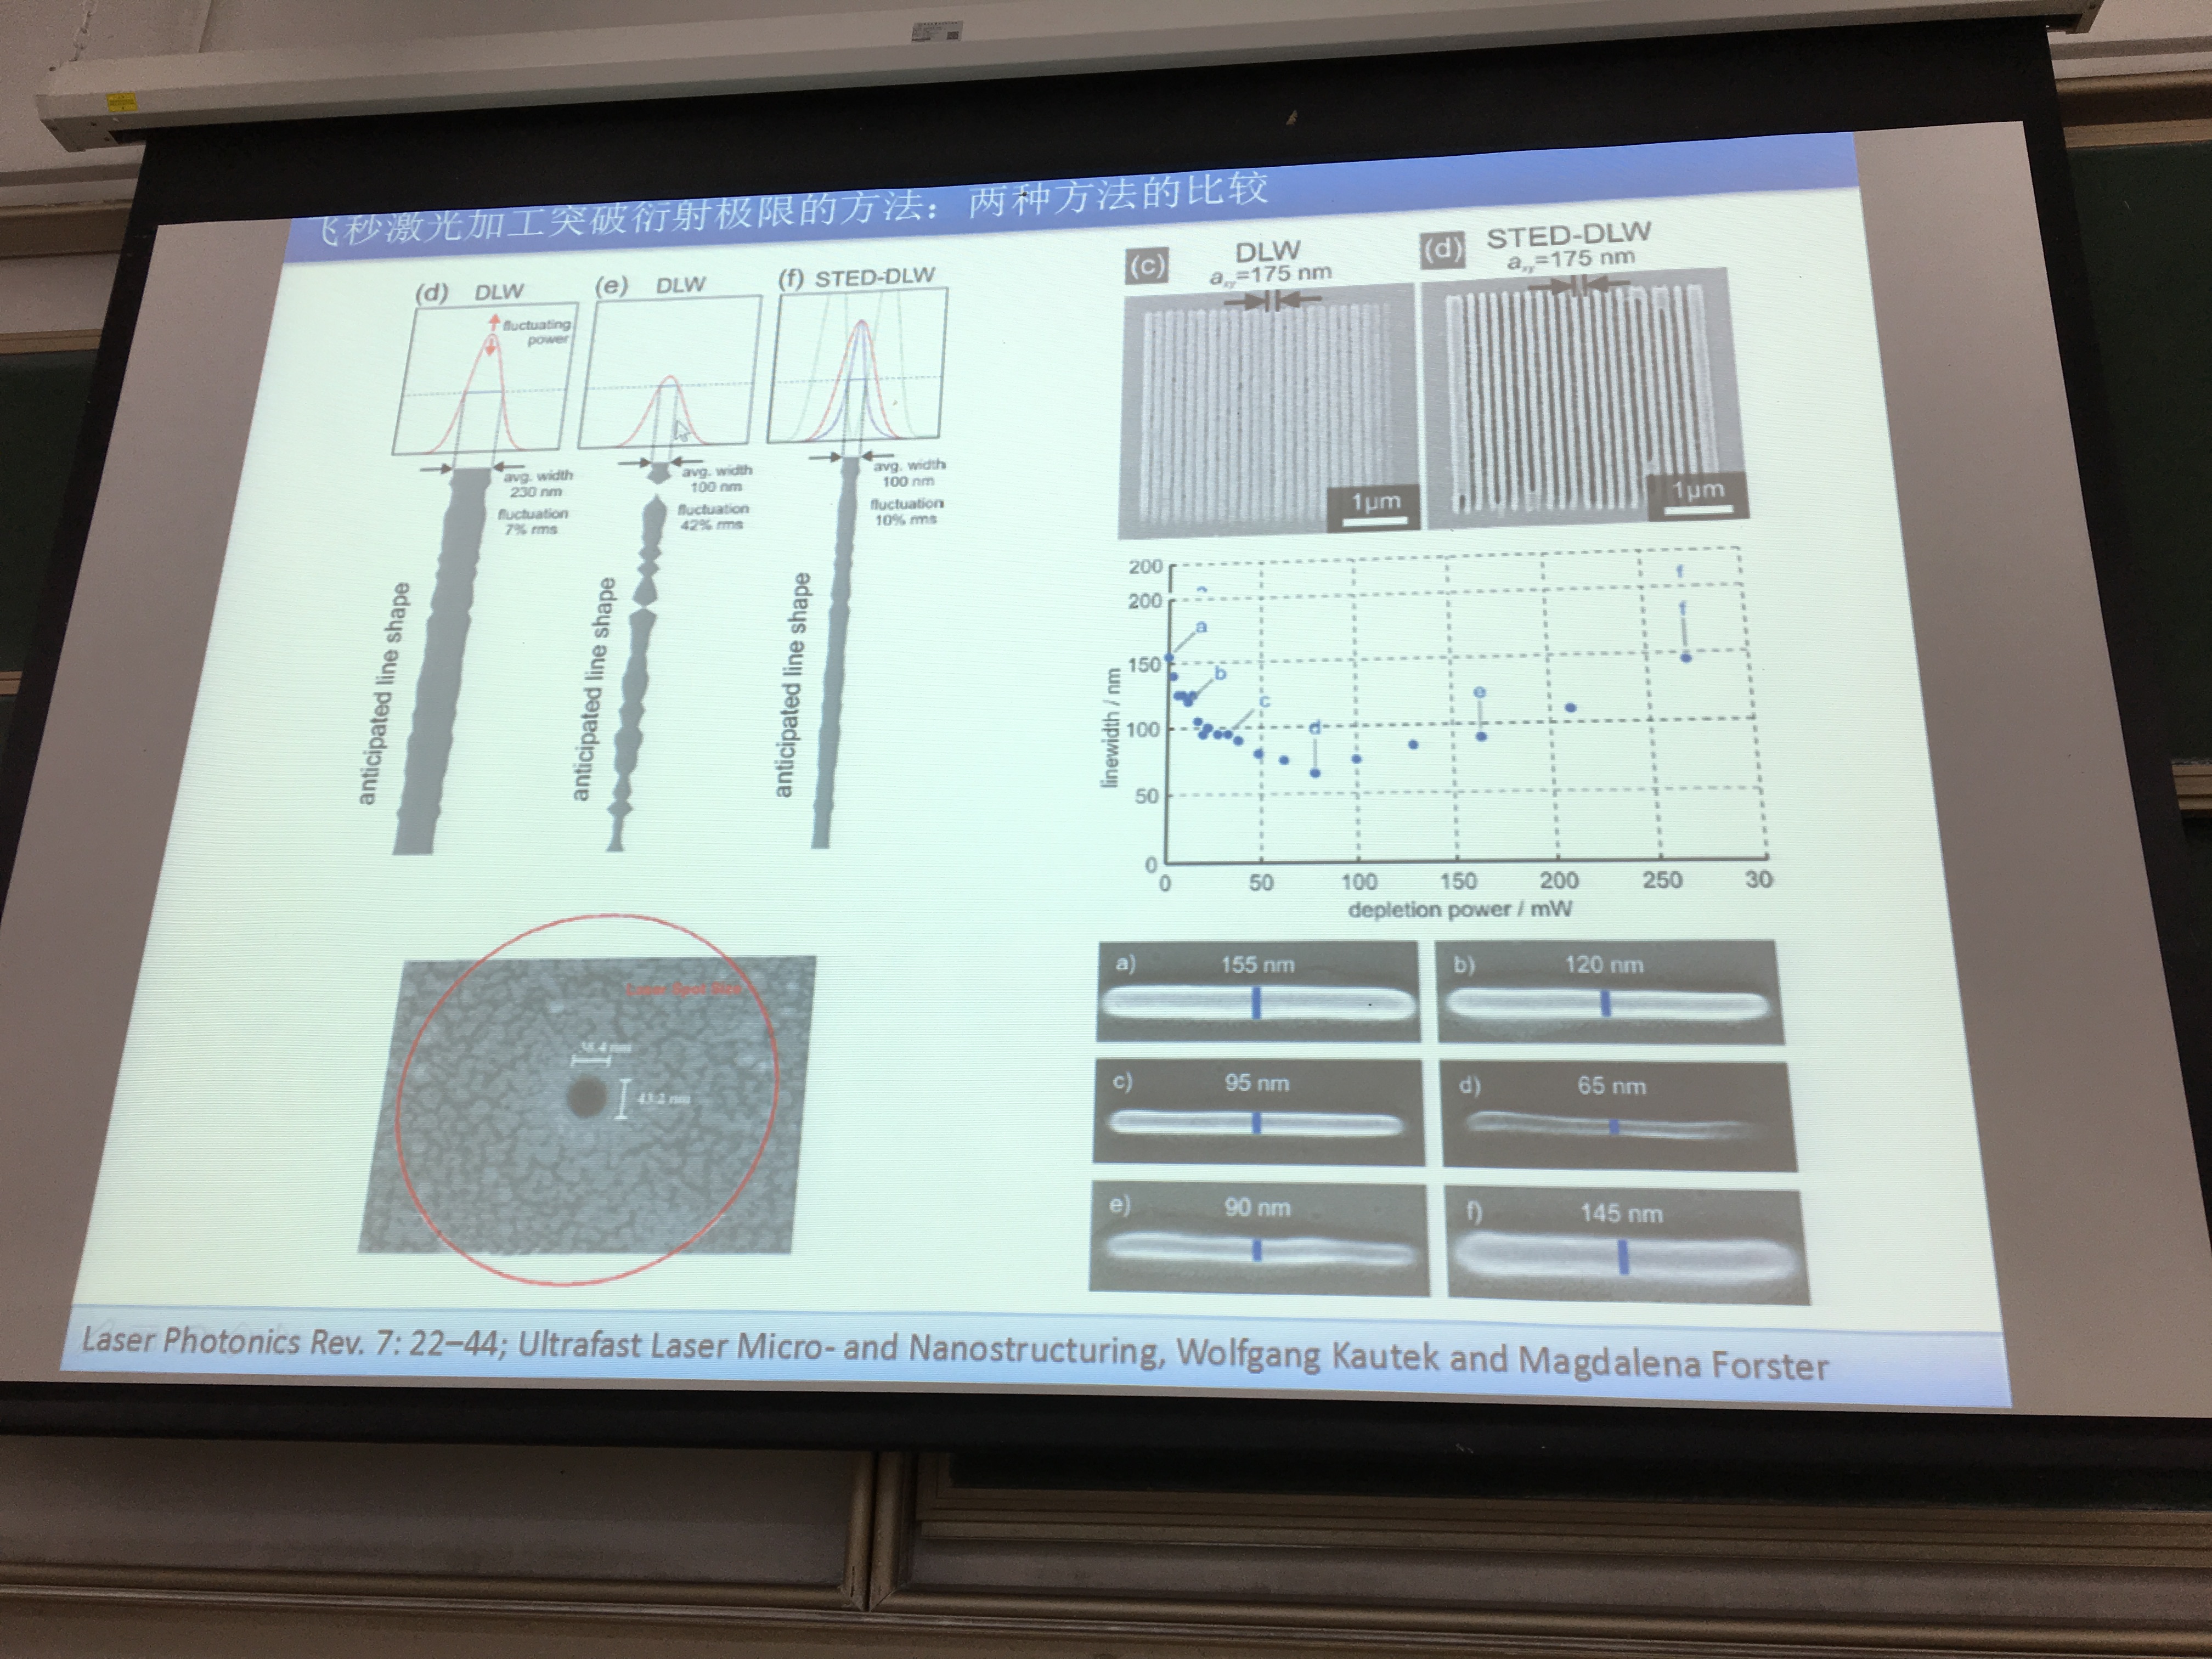 飞秒激光加工突破衍射极限的方法：两种方法的比较
(d) DLW
fluctuating
power
avg. width
230 nm
fluctuation
7% rms
anticipated line shape
(e) DLW
avg. width
100 nm
fluctuation
42% rms
anticipated line shape
(f) STED-DLW
avg. width
100 nm
fluctuation
10% rms
anticipated line shape
(c) DLW
axy=175 nm
1µm
(d) STED-DLW
axy=175 nm
1µm
200
200
150
100
50
0
linewidth / nm
a
b
c
d
e
f
f
0 50 100 150 200 250 30
depletion power / mW
Laser Spot Size
38.4 nm
43.2 nm
a) 155 nm
b) 120 nm
c) 95 nm
d) 65 nm
e) 90 nm
f) 145 nm
Laser Photonics Rev. 7: 22–44; Ultrafast Laser Micro- and Nanostructuring, Wolfgang Kautek and Magdalena Forster